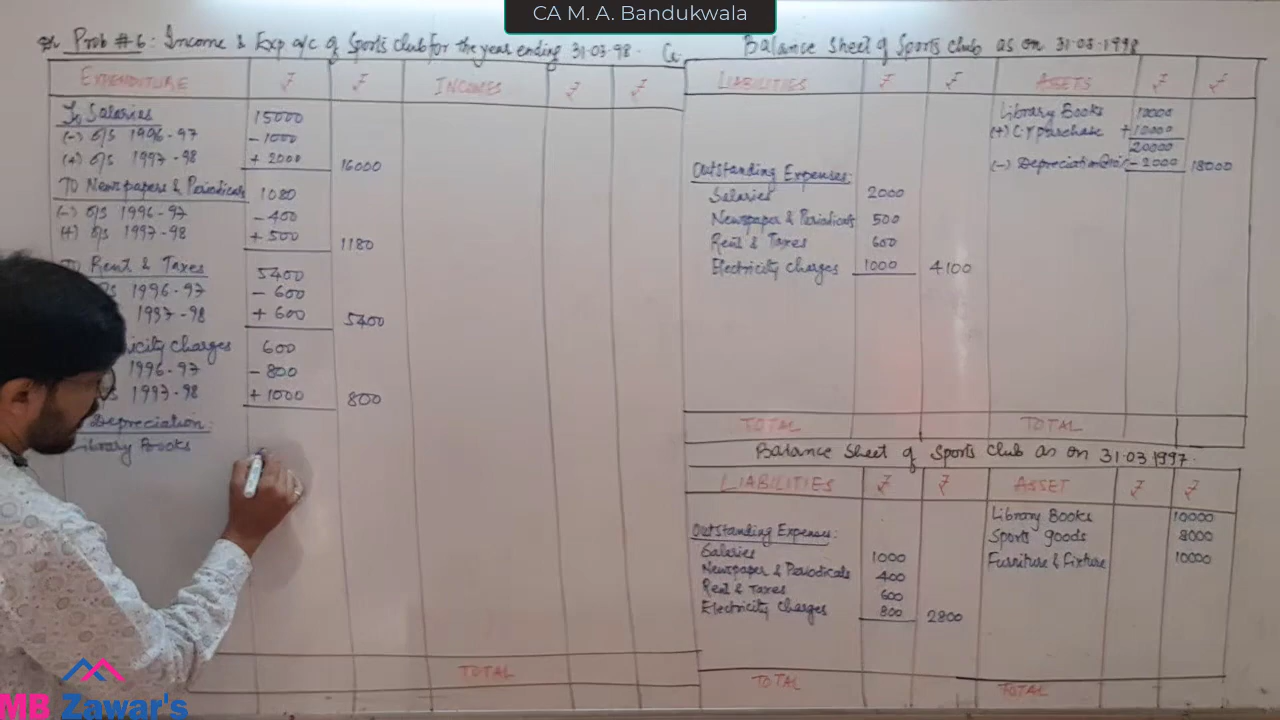 CA M. A. Bandukwala
Prob #6: Income & Exp a/c of Sports club for the year ending 31.03.98. Cr.
EXPENDITURE ₹ ₹ INCOMES ₹ ₹
To Salaries 15000
(-) O/S 1996-97 - 1000
(+) O/S 1997-98 + 2000 16000
TO Newspapers & Periodicals 1080
(-) O/S 1996-97 - 400
(+) O/S 1997-98 + 500 1180
TO Rent & Taxes 5400
1996-97 - 600
1997-98 + 600 5400
icity Charges 600
1996-97 - 800
1997-98 + 1000 800
Depreciation:
Library Books
TOTAL
Balance Sheet of Sports club as on 31.03.1998
LIABILITIES ₹ ₹ ASSETS ₹ ₹
Library Books 10000
(+) C.Y purchase + 10000
20000
(-) Depreciation - 2000 18000
Outstanding Expenses:
Salaries 2000
Newspaper & Periodicals 500
Rent & Taxes 600
Electricity Charges 1000 4100
TOTAL TOTAL
Balance Sheet of Sports Club as on 31.03.1997.
LIABILITIES ₹ ₹ ASSET ₹ ₹
Library Books 10000
Sports goods 8000
Furniture & Fixture 10000
Outstanding Expenses:
Salaries 1000
Newspaper & Periodicals 400
Rent & Taxes 600
Electricity Charges 800 2800
TOTAL TOTAL
MB Zawar's